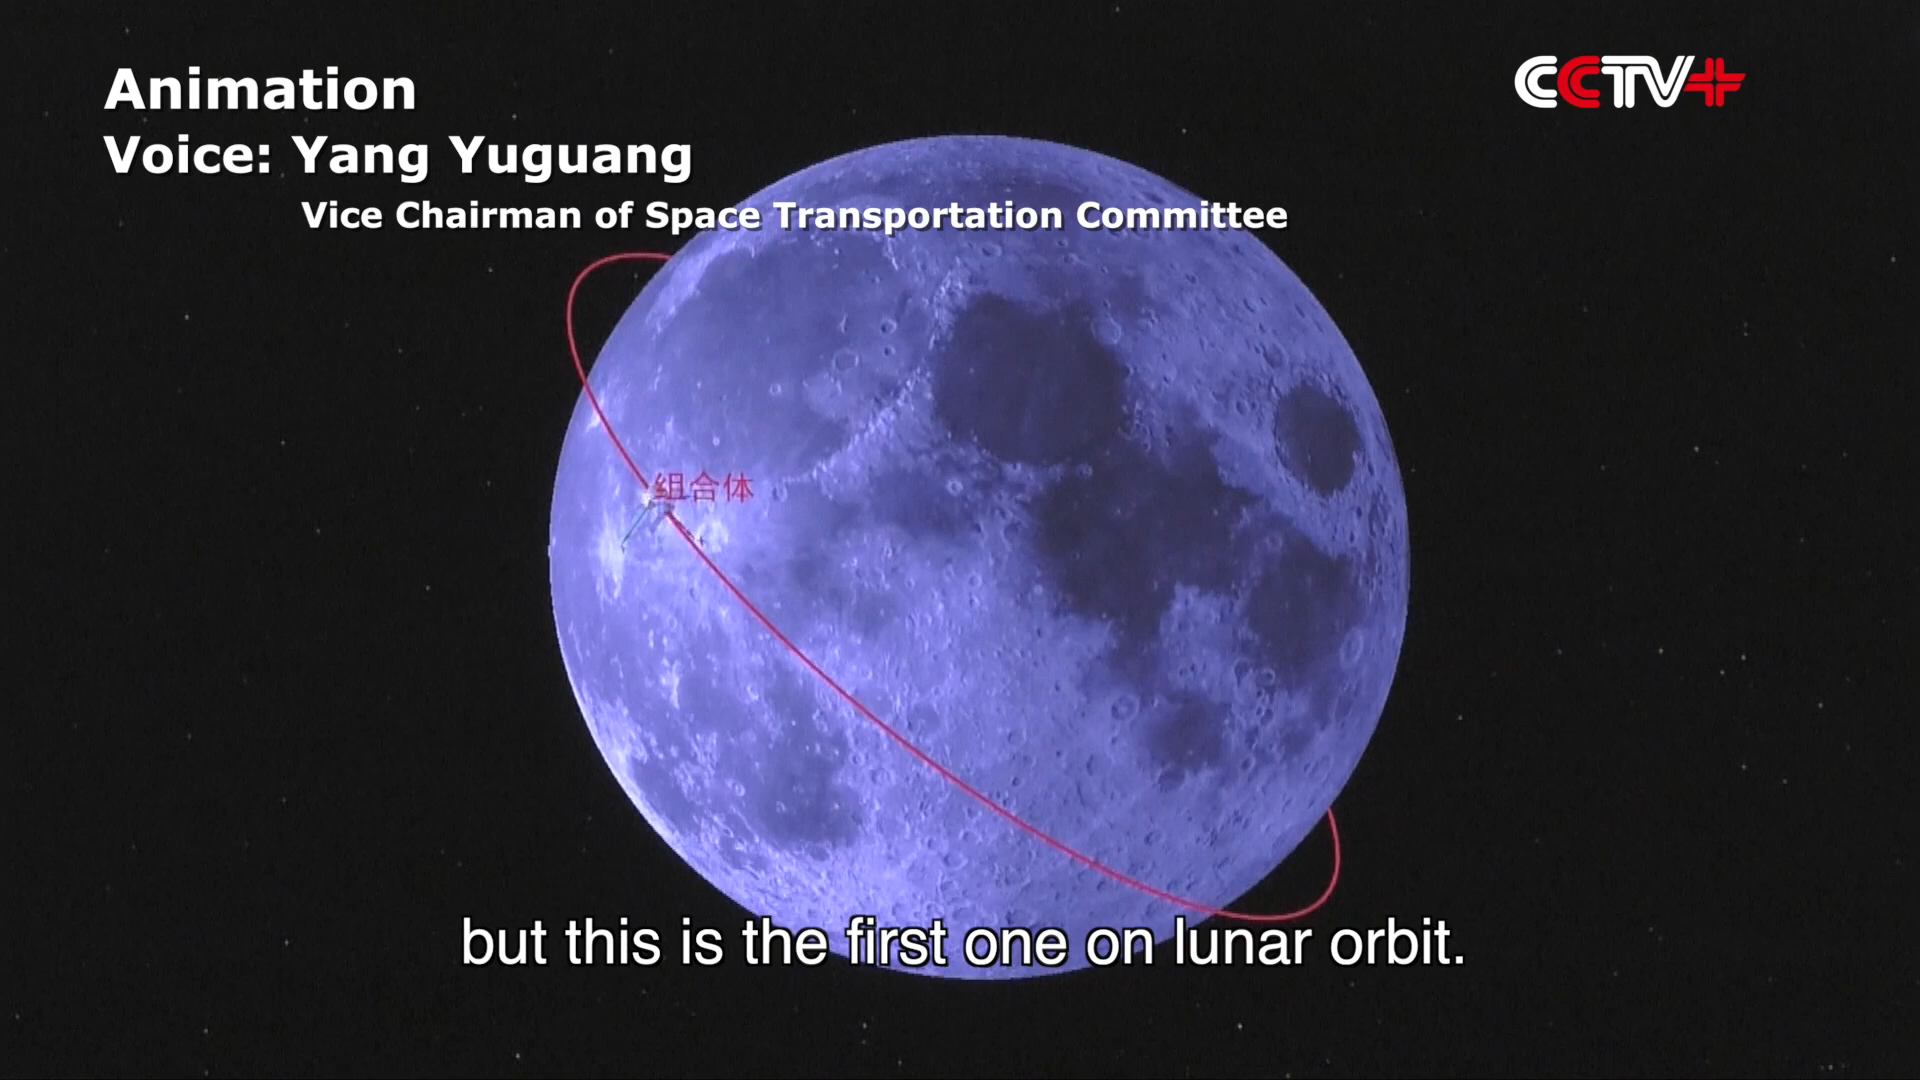 Animation
CCTV+
Voice: Yang Yuguang
Vice Chairman of Space Transportation Committee
组合体
but this is the first one on lunar orbit.